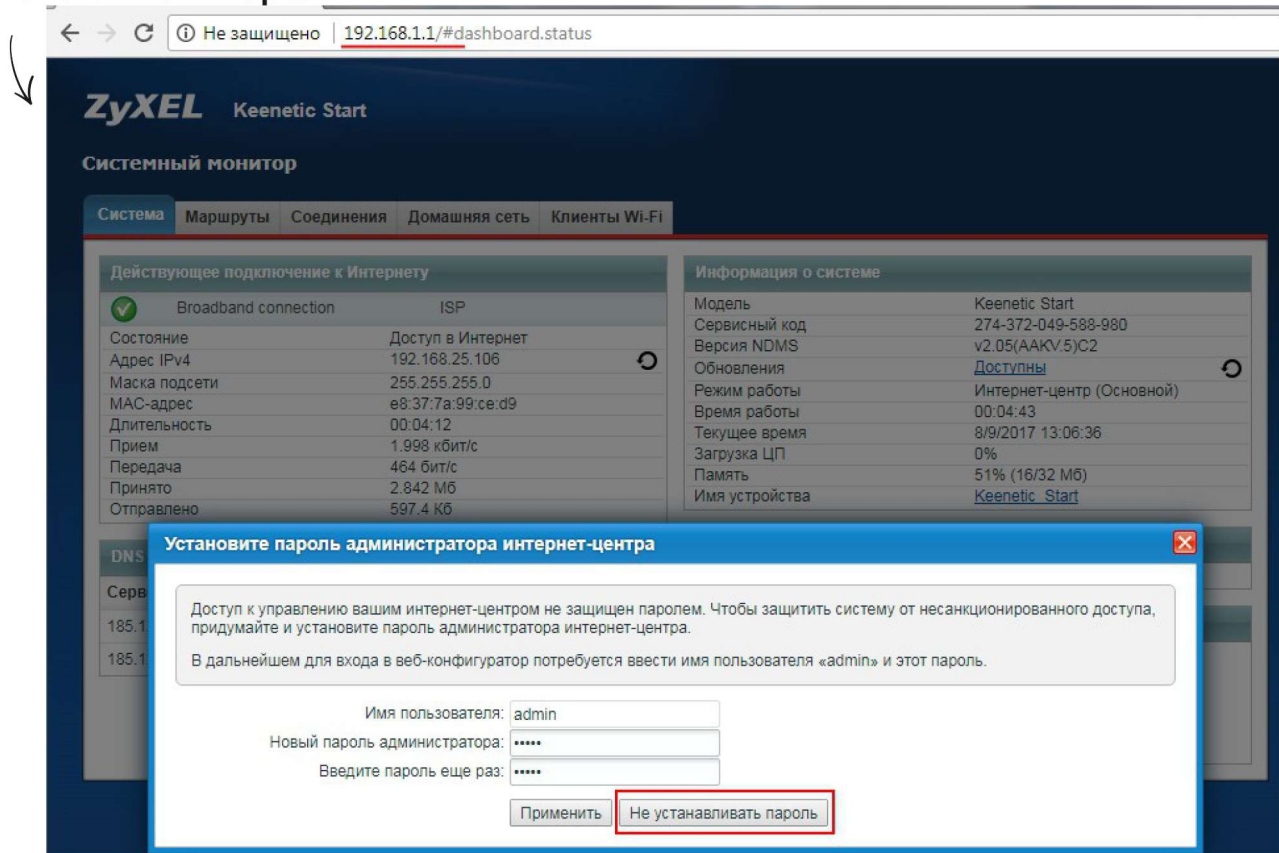 Не защищено 192.168.1.1/#dashboard.status
ZyXEL Keenetic Start
Системный монитор
Система Маршруты Соединения Домашняя сеть Клиенты Wi-Fi
Действующее подключение к Интернету
Broadband connection ISP
Состояние Доступ в Интернет
Адрес IPv4 192.168.25.106
Маска подсети 255.255.255.0
MAC-адрес e8:37:7a:99:ce:d9
Длительность 00:04:12
Прием 1.998 кбит/с
Передача 464 бит/с
Принято 2.842 Мб
Отправлено 597.4 Кб
Информация о системе
Модель Keenetic Start
Сервисный код 274-372-049-588-980
Версия NDMS v2.05(AAKV.5)C2
Обновления Доступны
Режим работы Интернет-центр (Основной)
Время работы 00:04:43
Текущее время 8/9/2017 13:06:36
Загрузка ЦП 0%
Память 51% (16/32 Мб)
Имя устройства Keenetic_Start
DNS
Серв
185.1
185.1
Установите пароль администратора интернет-центра
Доступ к управлению вашим интернет-центром не защищен паролем. Чтобы защитить систему от несанкционированного доступа,
придумайте и установите пароль администратора интернет-центра.
В дальнейшем для входа в веб-конфигуратор потребуется ввести имя пользователя «admin» и этот пароль.
Имя пользователя: admin
Новый пароль администратора: •••••
Введите пароль еще раз: •••••
Применить Не устанавливать пароль